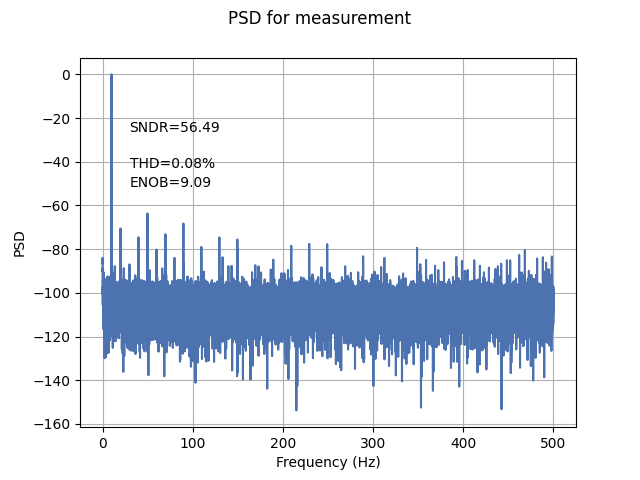 PSD for measurement
0
−20
−40
−60
−80
−100
−120
−140
−160
PSD
SNDR=56.49
THD=0.08%
ENOB=9.09
0 100 200 300 400 500
Frequency (Hz)